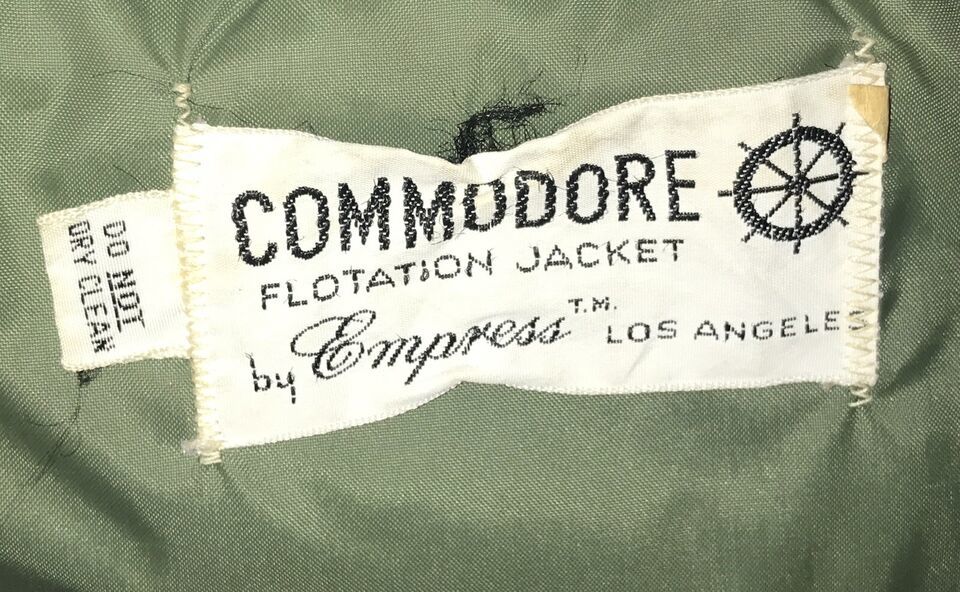 DO NOT
DRY CLEAN
COMMODORE
FLOTATION JACKET
by Empress T.M. LOS ANGELES